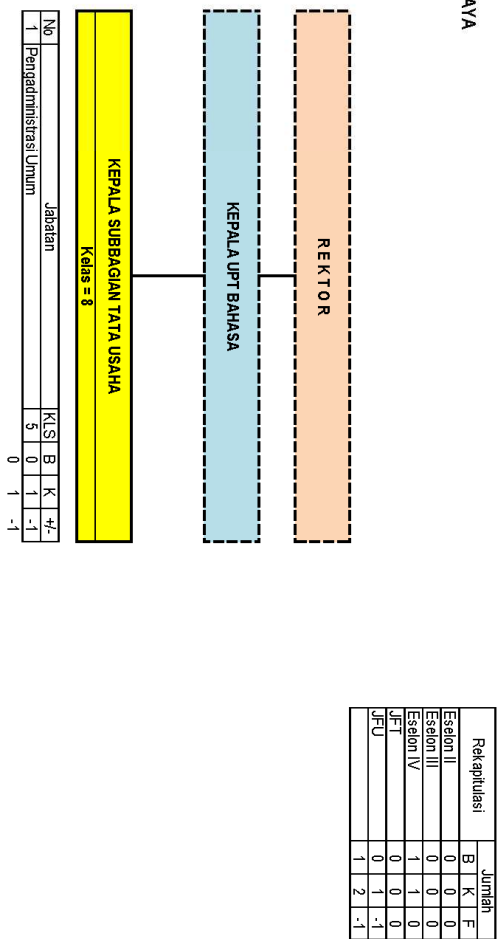 AYA
R E K T O R
KEPALA UPT BAHASA
KEPALA SUBBAGIAN TATA USAHA
Kelas = 8
No Jabatan KLS B K +/-
1 Pengadministrasi Umum 5 0 1 -1
0 1 -1
Rekapitulasi Jumlah
B K F
Eselon II 0 0 0
Eselon III 0 0 0
Eselon IV 1 1 0
JFT 0 0 0
JFU 0 1 -1
1 2 -1